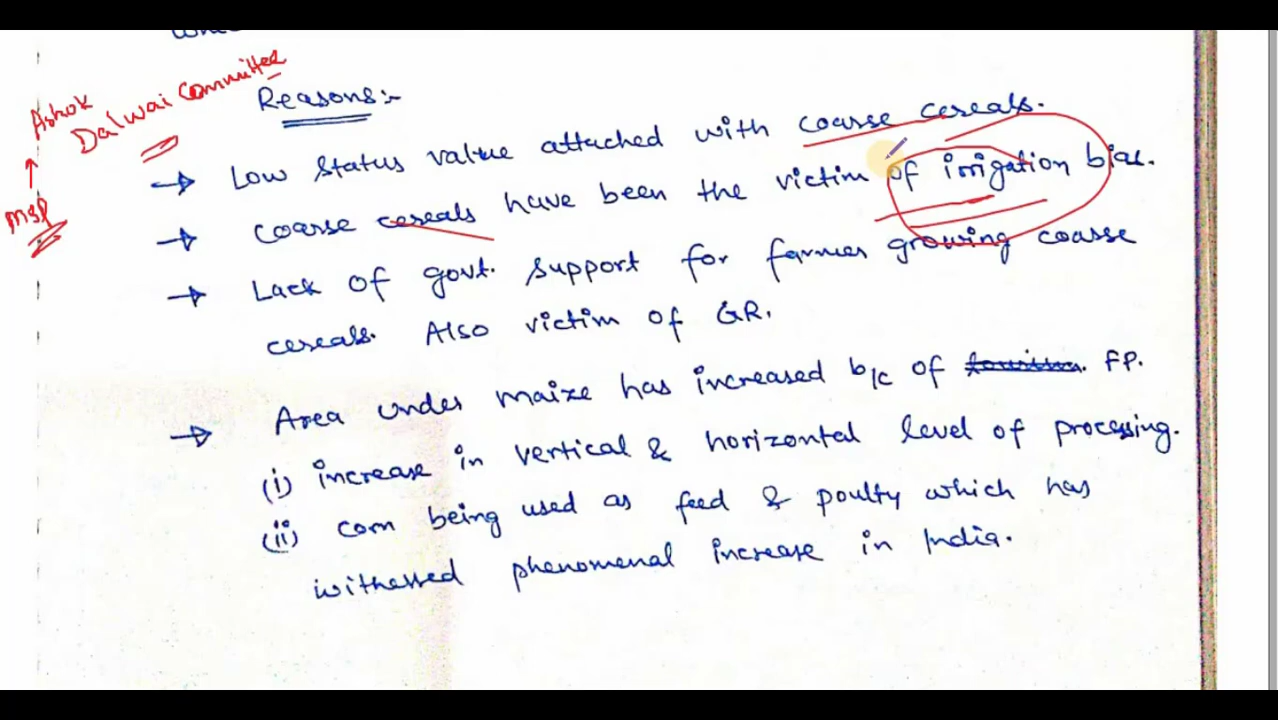 Ashok
Dalwai Committee
MSP
Reasons:-
Low status value attached with coarse cereals.
Coarse cereals have been the victim of irrigation bias.
Lack of govt. support for farmer growing coasse
cereals. Also victim of GR.
Area under maize has increased b/c of FP.
(i) increase in vertical & horizontal level of processing.
(ii) corn being used as feed & poulty which has
witnessed phenomenal increase in India.